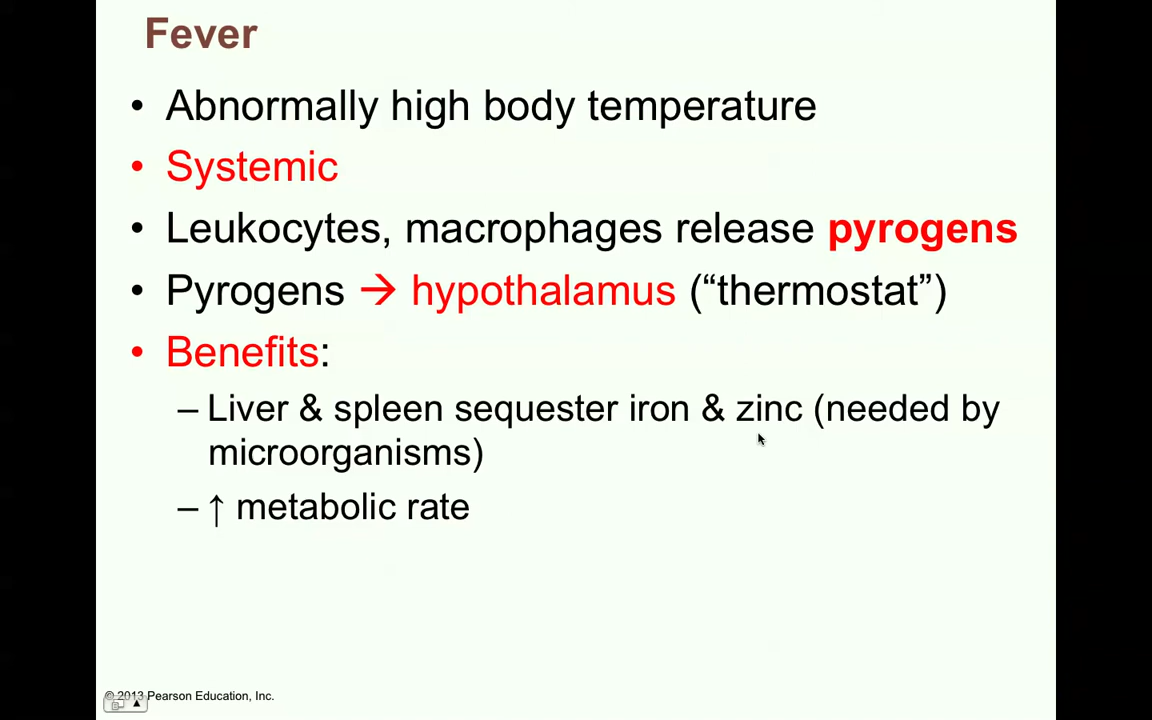 Fever
• Abnormally high body temperature
• Systemic
• Leukocytes, macrophages release pyrogens
• Pyrogens → hypothalamus (“thermostat”)
• Benefits:
– Liver & spleen sequester iron & zinc (needed by
microorganisms)
– ↑ metabolic rate
© 2013 Pearson Education, Inc.